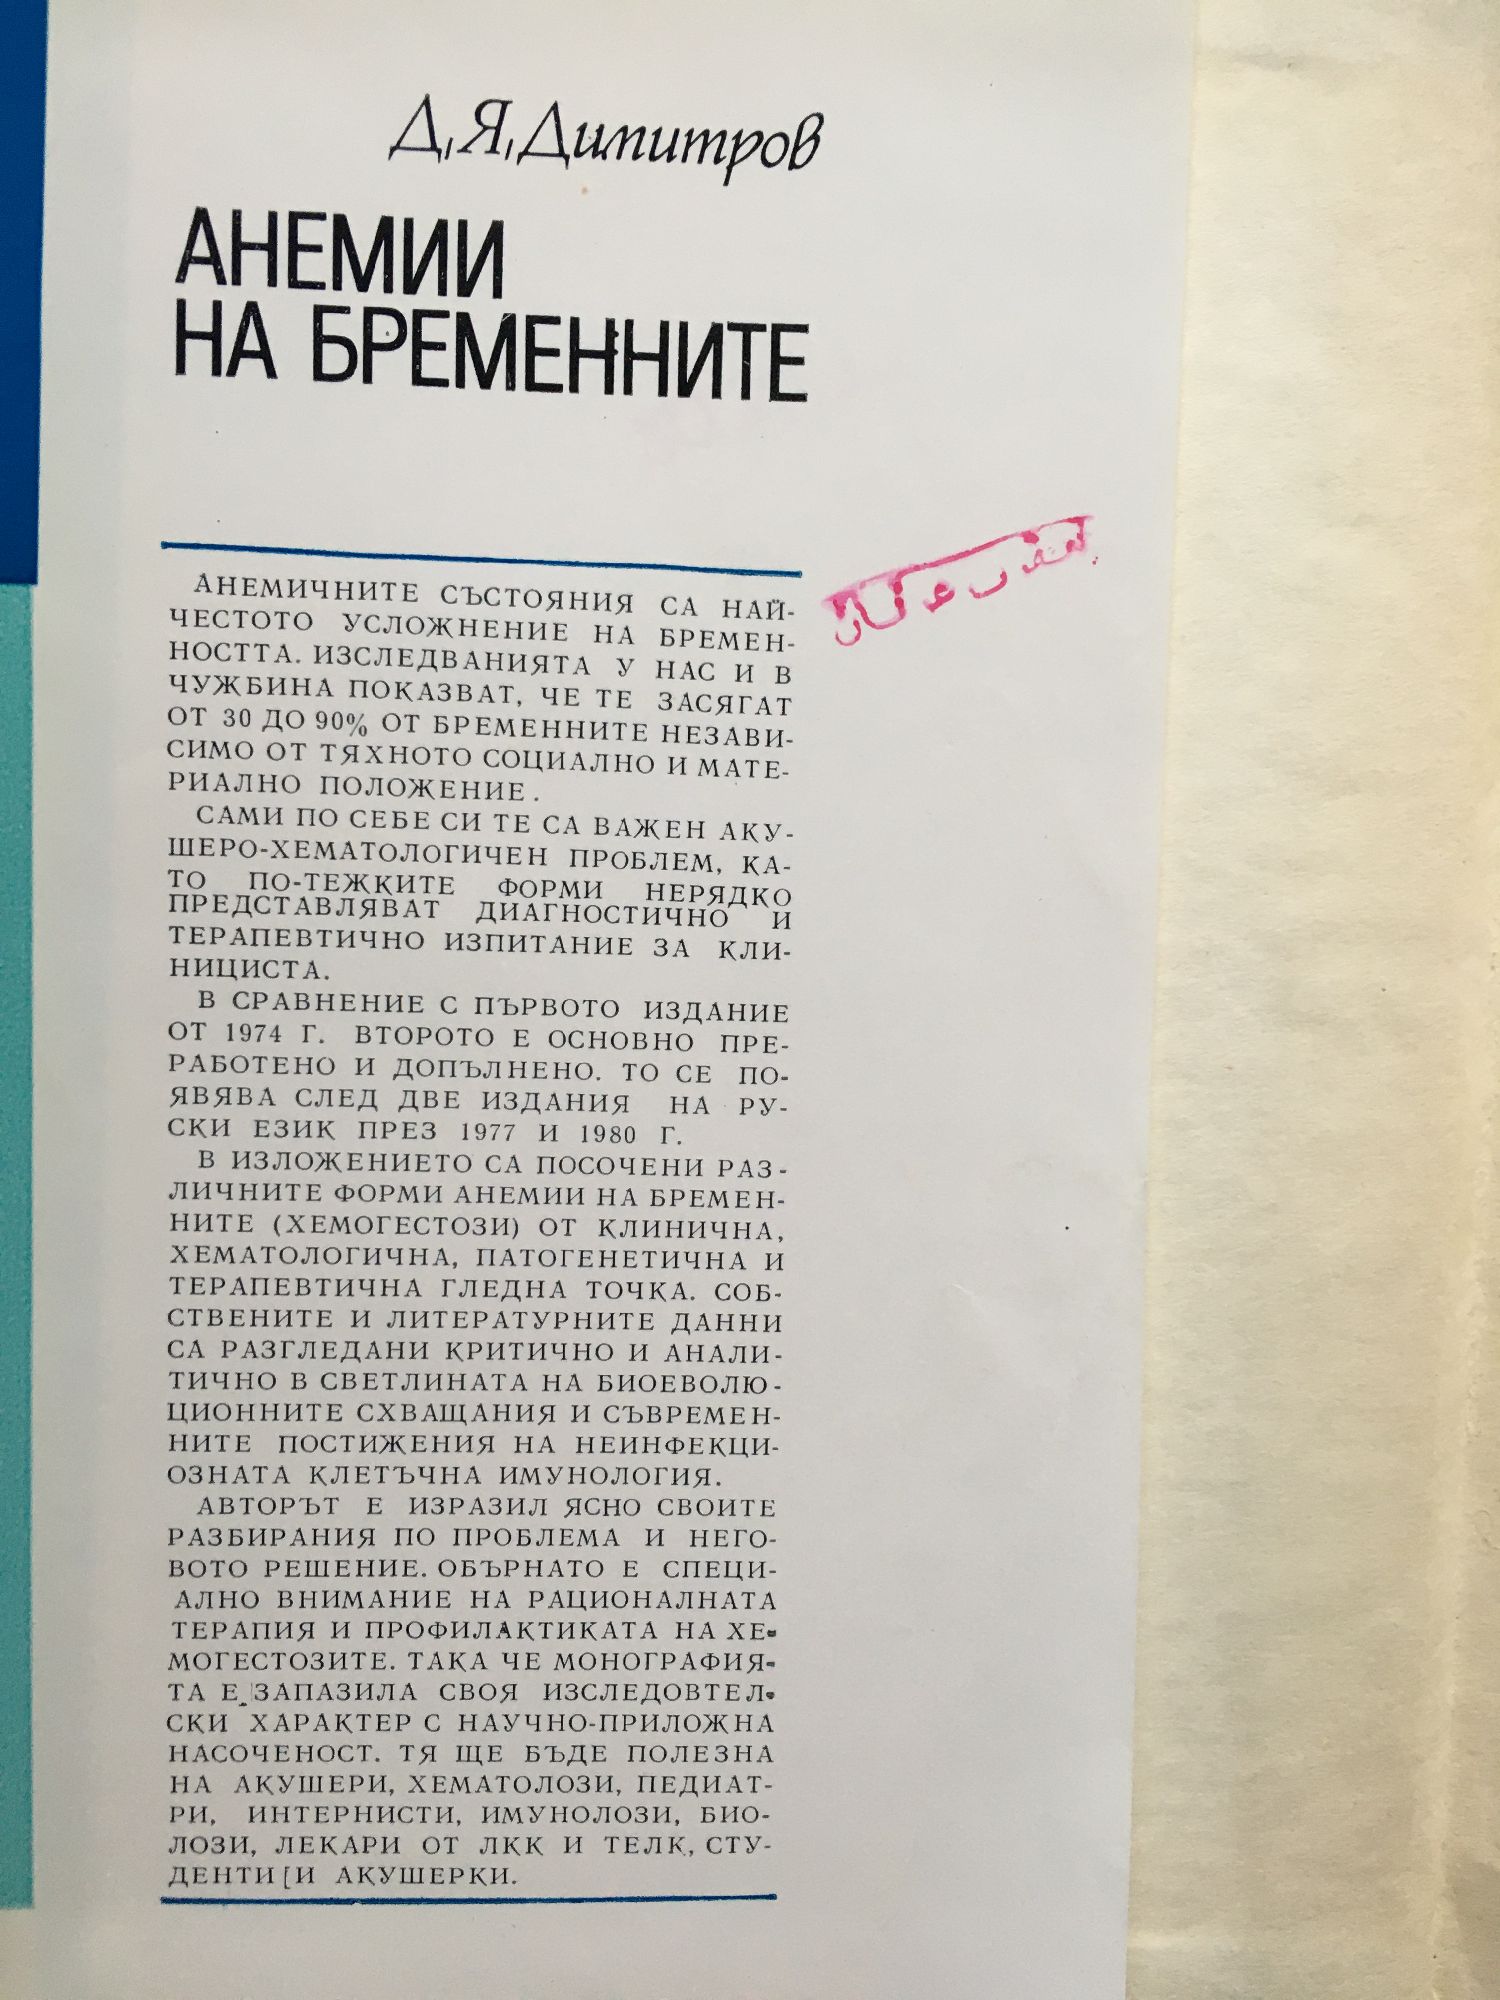 Д. Я. Димитров
АНЕМИИ
НА БРЕМЕННИТЕ
АНЕМИЧНИТЕ СЪСТОЯНИЯ СА НАЙ-
ЧЕСТОТО УСЛОЖНЕНИЕ НА БРЕМЕН-
НОСТТА. ИЗСЛЕДВАНИЯТА У НАС И В
ЧУЖБИНА ПОКАЗВАТ, ЧЕ ТЕ ЗАСЯГАТ
ОТ 30 ДО 90% ОТ БРЕМЕННИТЕ НЕЗАВИ-
СИМО ОТ ТЯХНОТО СОЦИАЛНО И МАТЕ-
РИАЛНО ПОЛОЖЕНИЕ.
САМИ ПО СЕБЕ СИ ТЕ СА ВАЖЕН АКУ-
ШЕРО-ХЕМАТОЛОГИЧЕН ПРОБЛЕМ, КА-
ТО ПО-ТЕЖКИТЕ ФОРМИ НЕРЯДКО
ПРЕДСТАВЛЯВАТ ДИАГНОСТИЧНО И
ТЕРАПЕВТИЧНО ИЗПИТАНИЕ ЗА КЛИ-
НИЦИСТА.
В СРАВНЕНИЕ С ПЪРВОТО ИЗДАНИЕ
ОТ 1974 Г. ВТОРОТО Е ОСНОВНО ПРЕ-
РАБОТЕНО И ДОПЪЛНЕНО. ТО СЕ ПО-
ЯВЯВА СЛЕД ДВЕ ИЗДАНИЯ НА РУ-
СКИ ЕЗИК ПРЕЗ 1977 И 1980 Г.
В ИЗЛОЖЕНИЕТО СА ПОСОЧЕНИ РАЗ-
ЛИЧНИТЕ ФОРМИ АНЕМИИ НА БРЕМЕН-
НИТЕ (ХЕМОГЕСТОЗИ) ОТ КЛИНИЧНА,
ХЕМАТОЛОГИЧНА, ПАТОГЕНЕТИЧНА И
ТЕРАПЕВТИЧНА ГЛЕДНА ТОЧКА. СОБ-
СТВЕНИТЕ И ЛИТЕРАТУРНИТЕ ДАННИ
СА РАЗГЛЕДАНИ КРИТИЧНО И АНАЛИ-
ТИЧНО В СВЕТЛИНАТА НА БИОЕВОЛЮ-
ЦИОННИТЕ СХВАЩАНИЯ И СЪВРЕМЕН-
НИТЕ ПОСТИЖЕНИЯ НА НЕИНФЕКЦИ-
ОЗНАТА КЛЕТЪЧНА ИМУНОЛОГИЯ.
АВТОРЪТ Е ИЗРАЗИЛ ЯСНО СВОИТЕ
РАЗБИРАНИЯ ПО ПРОБЛЕМА И НЕГО-
ВОТО РЕШЕНИЕ. ОБЪРНАТО Е СПЕЦИ-
АЛНО ВНИМАНИЕ НА РАЦИОНАЛНАТА
ТЕРАПИЯ И ПРОФИЛАКТИКАТА НА ХЕ-
МОГЕСТОЗИТЕ. ТАКА ЧЕ МОНОГРАФИЯ-
ТА Е ЗАПАЗИЛА СВОЯ ИЗСЛЕДОВТЕЛ-
СКИ ХАРАКТЕР С НАУЧНО-ПРИЛОЖНА
НАСОЧЕНОСТ. ТЯ ЩЕ БЪДЕ ПОЛЕЗНА
НА АКУШЕРИ, ХЕМАТОЛОЗИ, ПЕДИАТ-
РИ, ИНТЕРНИСТИ, ИМУНОЛОЗИ, БИО-
ЛОЗИ, ЛЕКАРИ ОТ ЛКК И ТЕЛК, СТУ-
ДЕНТИ [И АКУШЕРКИ.